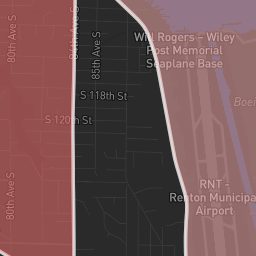 80th Ave S
84th Ave S
85th Ave S
Will Rogers - Wiley
Post Memorial
Seaplane Base
S 118th St
S 120th St
80th Ave S
RNT -
Renton Municipal
Airport